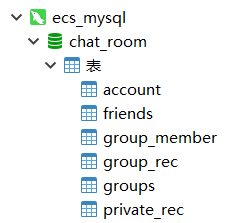 ecs_mysql
chat_room
表
account
friends
group_member
group_rec
groups
private_rec